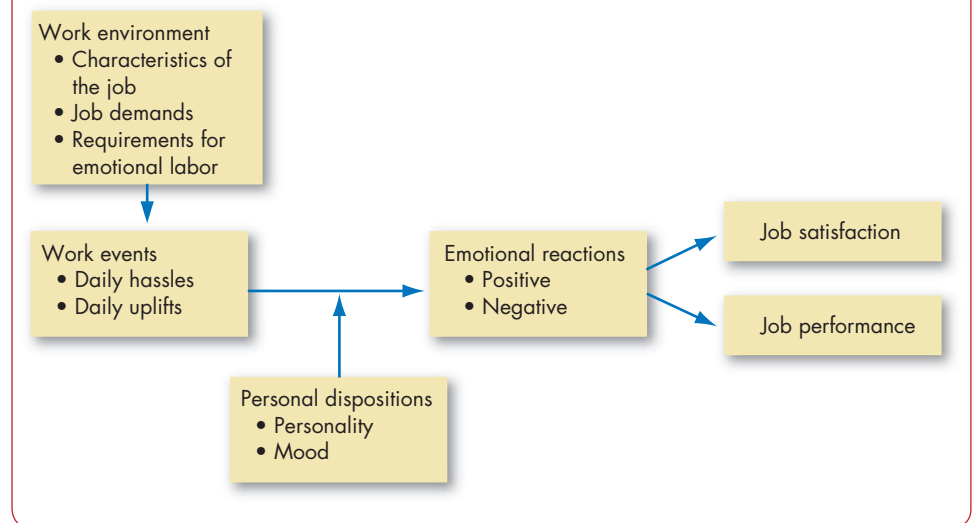 Work environment
• Characteristics of
the job
• Job demands
• Requirements for
emotional labor
Work events
• Daily hassles
• Daily uplifts
Emotional reactions
• Positive
• Negative
Job satisfaction
Job performance
Personal dispositions
• Personality
• Mood